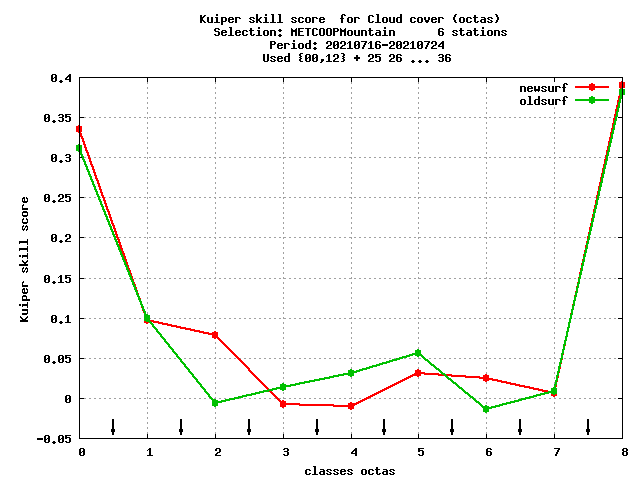 Kuiper skill score  for Cloud cover (octas)
Selection: METCOOPMountain      6 stations
Period: 20210716-20210724
Used {00,12} + 25 26 ... 36
newsurf
oldsurf
0.4
0.35
0.3
0.25
0.2
0.15
0.1
0.05
0
-0.05
Kuiper skill score
0 1 2 3 4 5 6 7 8
classes octas